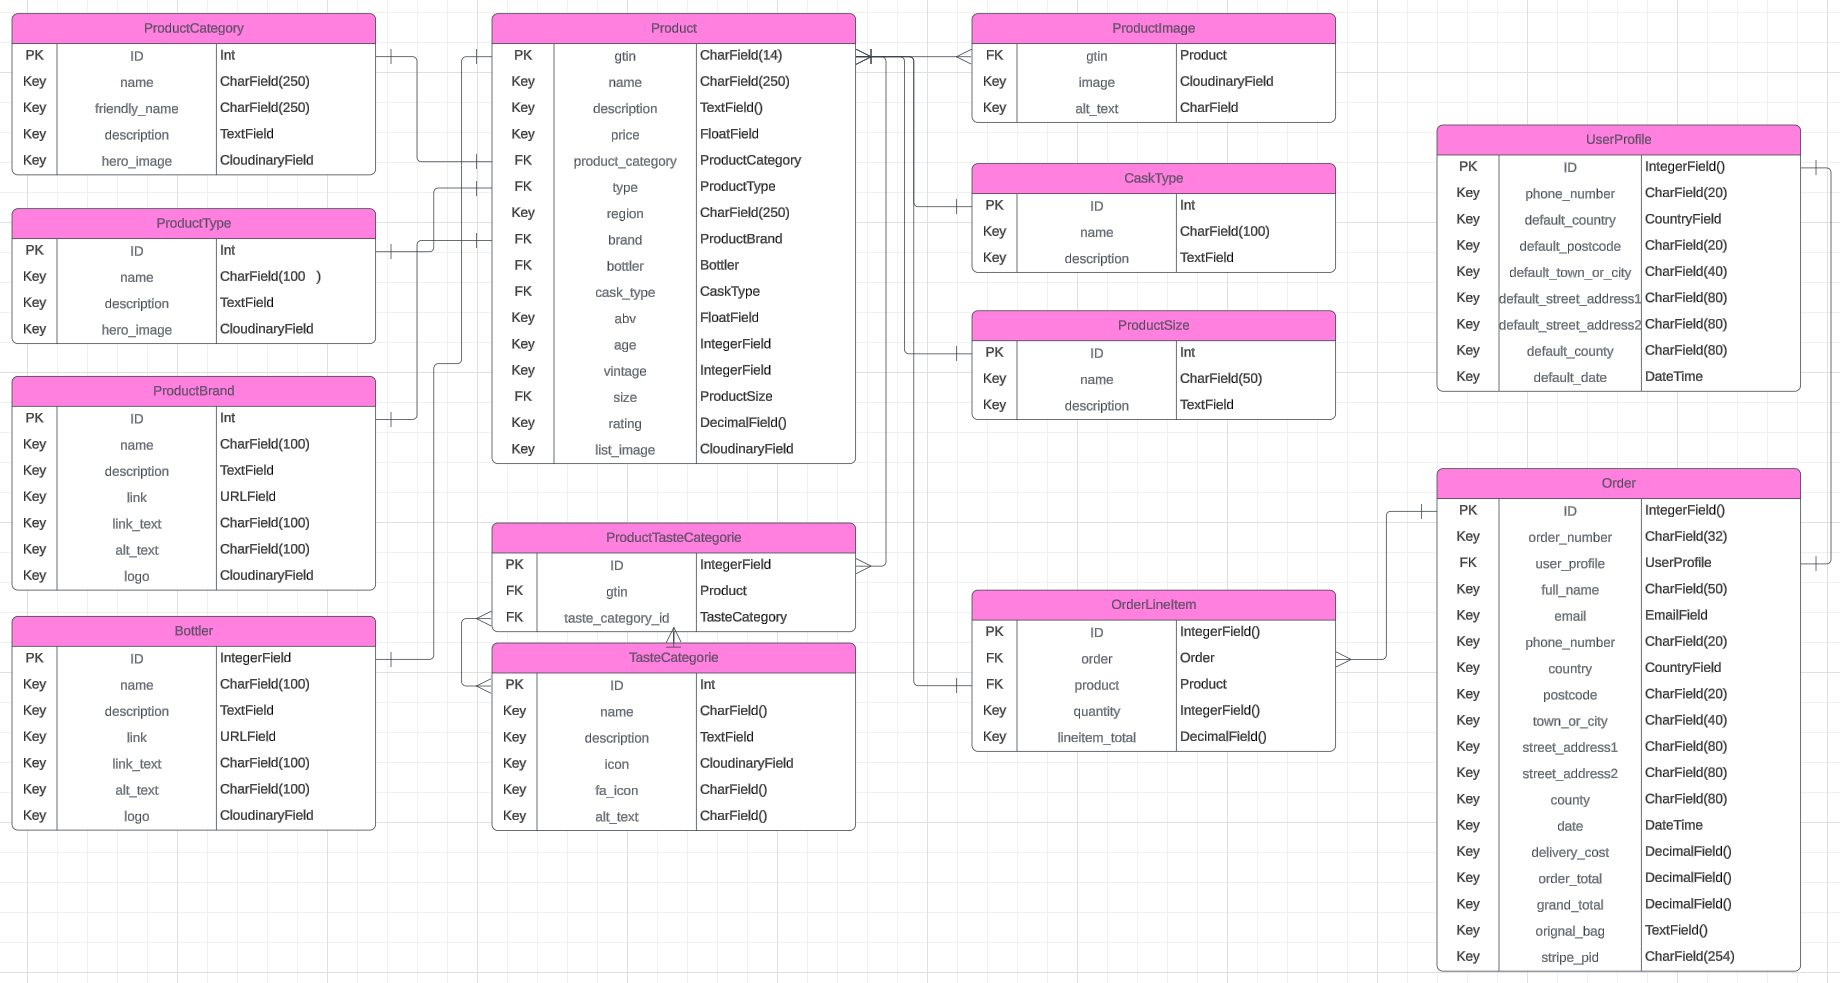 ProductCategory
PK ID Int
Key name CharField(250)
Key friendly_name CharField(250)
Key description TextField
Key hero_image CloudinaryField
ProductType
PK ID Int
Key name CharField(100 )
Key description TextField
Key hero_image CloudinaryField
ProductBrand
PK ID Int
Key name CharField(100)
Key description TextField
Key link URLField
Key link_text CharField(100)
Key alt_text CharField(100)
Key logo CloudinaryField
Bottler
PK ID IntegerField
Key name CharField(100)
Key description TextField
Key link URLField
Key link_text CharField(100)
Key alt_text CharField(100)
Key logo CloudinaryField
Product
PK gtin CharField(14)
Key name CharField(250)
Key description TextField()
Key price FloatField
FK product_category ProductCategory
FK type ProductType
Key region CharField(250)
FK brand ProductBrand
FK bottler Bottler
FK cask_type CaskType
Key abv FloatField
Key age IntegerField
Key vintage IntegerField
FK size ProductSize
Key rating DecimalField()
Key list_image CloudinaryField
ProductTasteCategorie
PK ID IntegerField
FK gtin Product
FK taste_category_id TasteCategory
TasteCategorie
PK ID Int
Key name CharField()
Key description TextField
Key icon CloudinaryField
Key fa_icon CharField()
Key alt_text CharField()
ProductImage
FK gtin Product
Key image CloudinaryField
Key alt_text CharField
CaskType
PK ID Int
Key name CharField(100)
Key description TextField
ProductSize
PK ID Int
Key name CharField(50)
Key description TextField
OrderLineItem
PK ID IntegerField()
FK order Order
FK product Product
Key quantity IntegerField()
Key lineitem_total DecimalField()
UserProfile
PK ID IntegerField()
Key phone_number CharField(20)
Key default_country CountryField
Key default_postcode CharField(20)
Key default_town_or_city CharField(40)
Key default_street_address1 CharField(80)
Key default_street_address2 CharField(80)
Key default_county CharField(80)
Key default_date DateTime
Order
PK ID IntegerField()
Key order_number CharField(32)
FK user_profile UserProfile
Key full_name CharField(50)
Key email EmailField
Key phone_number CharField(20)
Key country CountryField
Key postcode CharField(20)
Key town_or_city CharField(40)
Key street_address1 CharField(80)
Key street_address2 CharField(80)
Key county CharField(80)
Key date DateTime
Key delivery_cost DecimalField()
Key order_total DecimalField()
Key grand_total DecimalField()
Key orignal_bag TextField()
Key stripe_pid CharField(254)